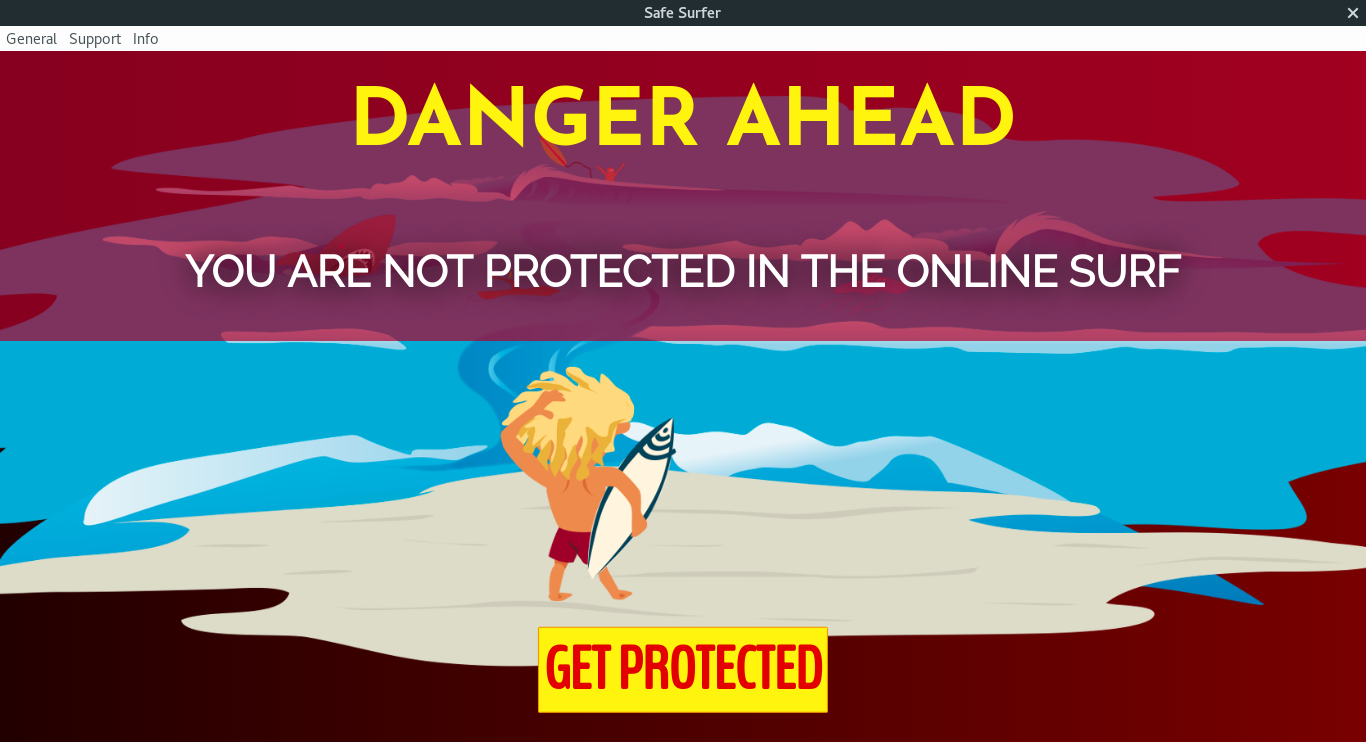 Safe Surfer
General Support Info
DANGER AHEAD
YOU ARE NOT PROTECTED IN THE ONLINE SURF
GET PROTECTED